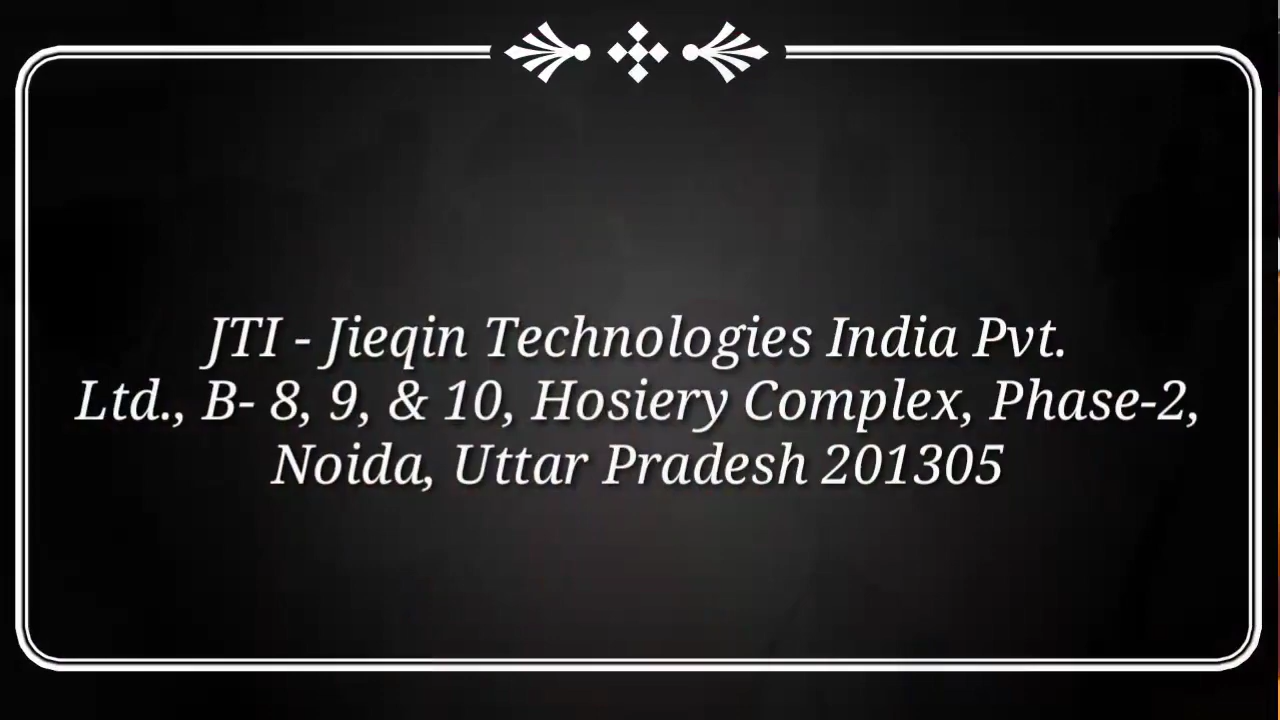 JTI - Jieqin Technologies India Pvt.
Ltd., B- 8, 9, & 10, Hosiery Complex, Phase-2,
Noida, Uttar Pradesh 201305